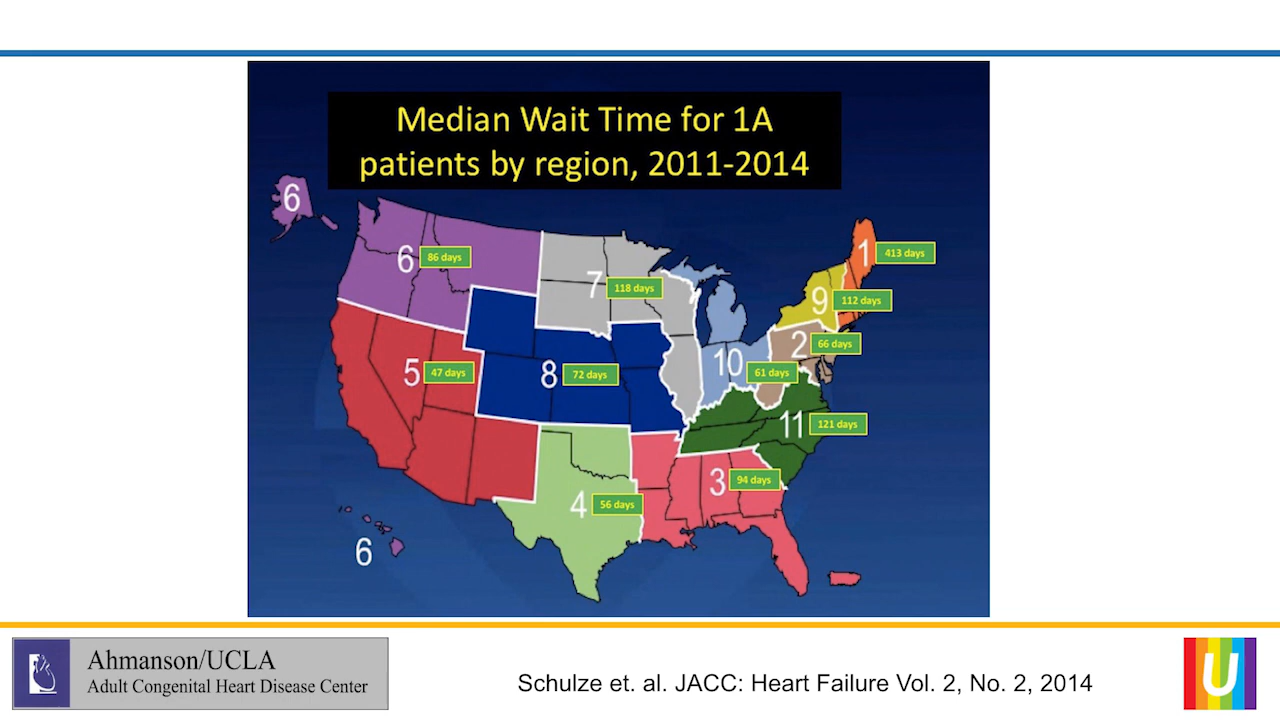 Median Wait Time for 1A
patients by region, 2011-2014
6
6 86 days
7 118 days
1 413 days
9 112 days
2 66 days
5 47 days
8 72 days
10 61 days
11 121 days
3 94 days
4 56 days
6
Ahmanson/UCLA
Adult Congenital Heart Disease Center
Schulze et. al. JACC: Heart Failure Vol. 2, No. 2, 2014
U